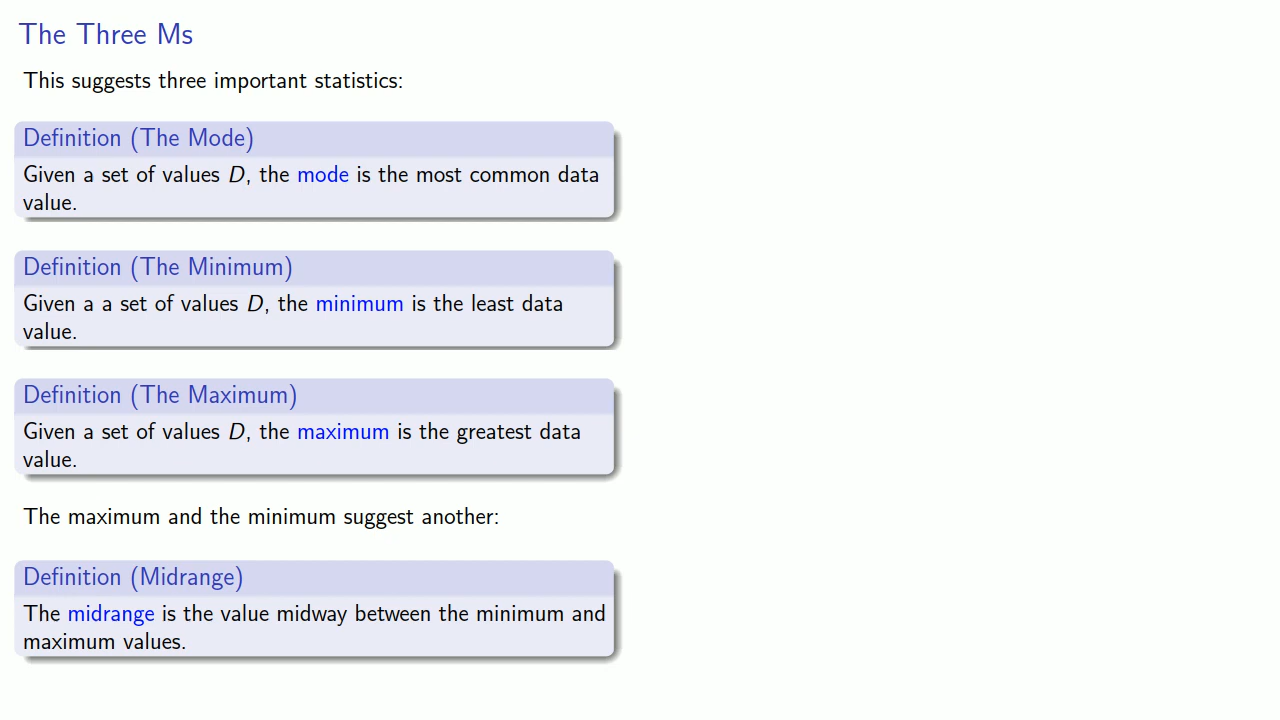 The Three Ms
This suggests three important statistics:
Definition (The Mode)
Given a set of values D, the mode is the most common data
value.
Definition (The Minimum)
Given a a set of values D, the minimum is the least data
value.
Definition (The Maximum)
Given a set of values D, the maximum is the greatest data
value.
The maximum and the minimum suggest another:
Definition (Midrange)
The midrange is the value midway between the minimum and
maximum values.